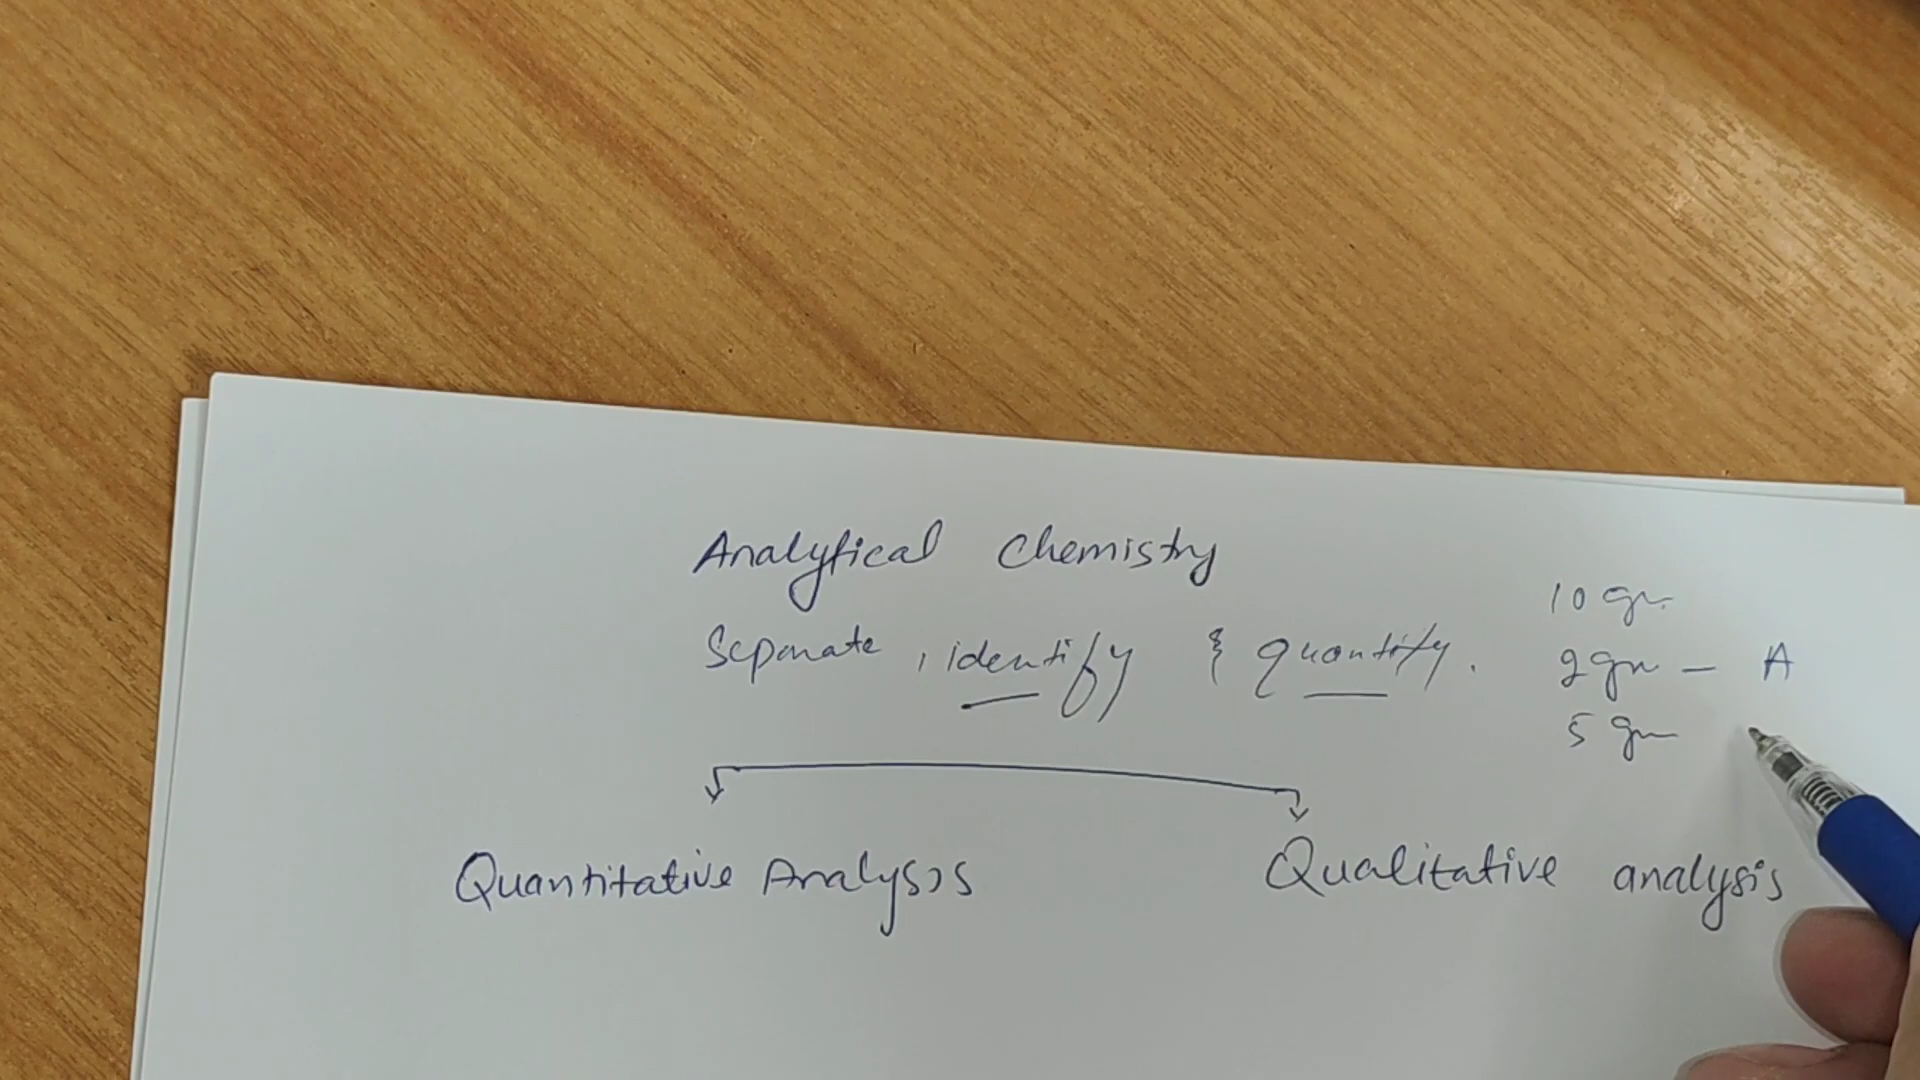 Analytical Chemistry
Separate, identify & quantify.
10 gm
2 gm — A
5 gm
Quantitative Analysis
Qualitative analysis